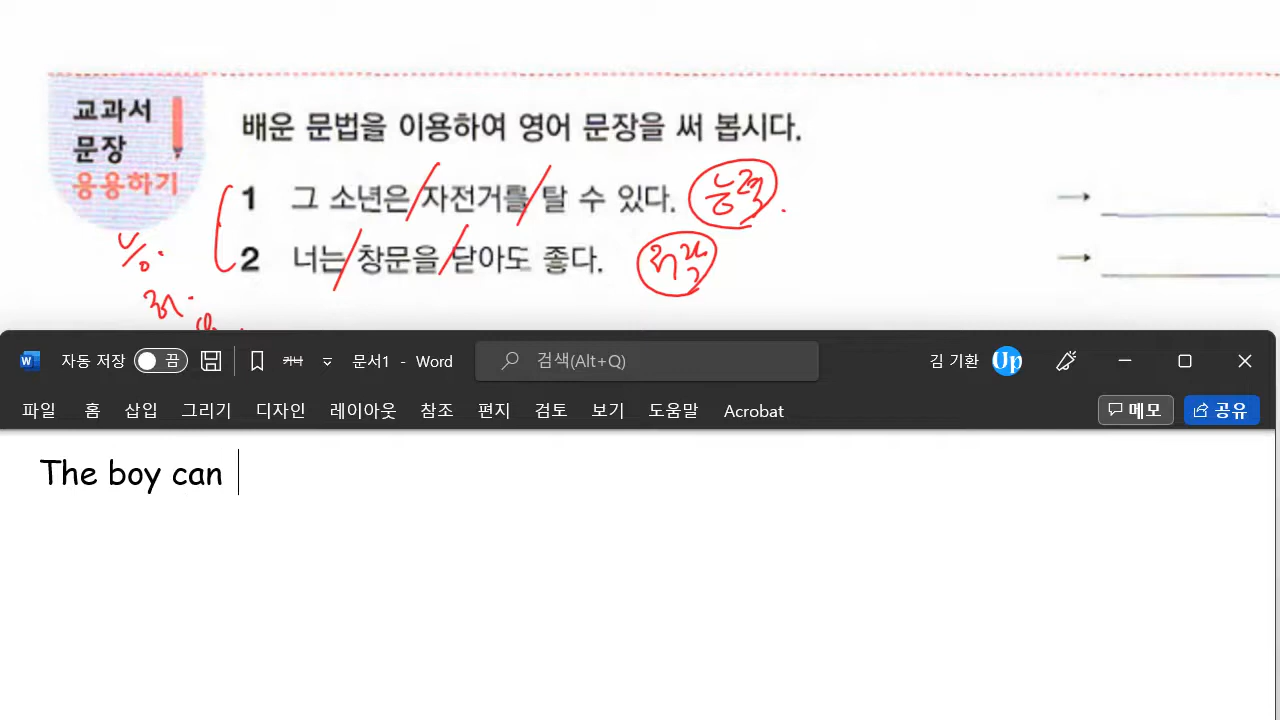 교과서
문장
응용하기
배운 문법을 이용하여 영어 문장을 써 봅시다.
1 그 소년은 자전거를 탈 수 있다. 능력 →
2 너는 창문을 닫아도 좋다. 허락 →
자동 저장 끔 가나 문서1 - Word 검색(Alt+Q) 김 기환 Up
파일 홈 삽입 그리기 디자인 레이아웃 참조 편지 검토 보기 도움말 Acrobat 메모 공유
The boy can